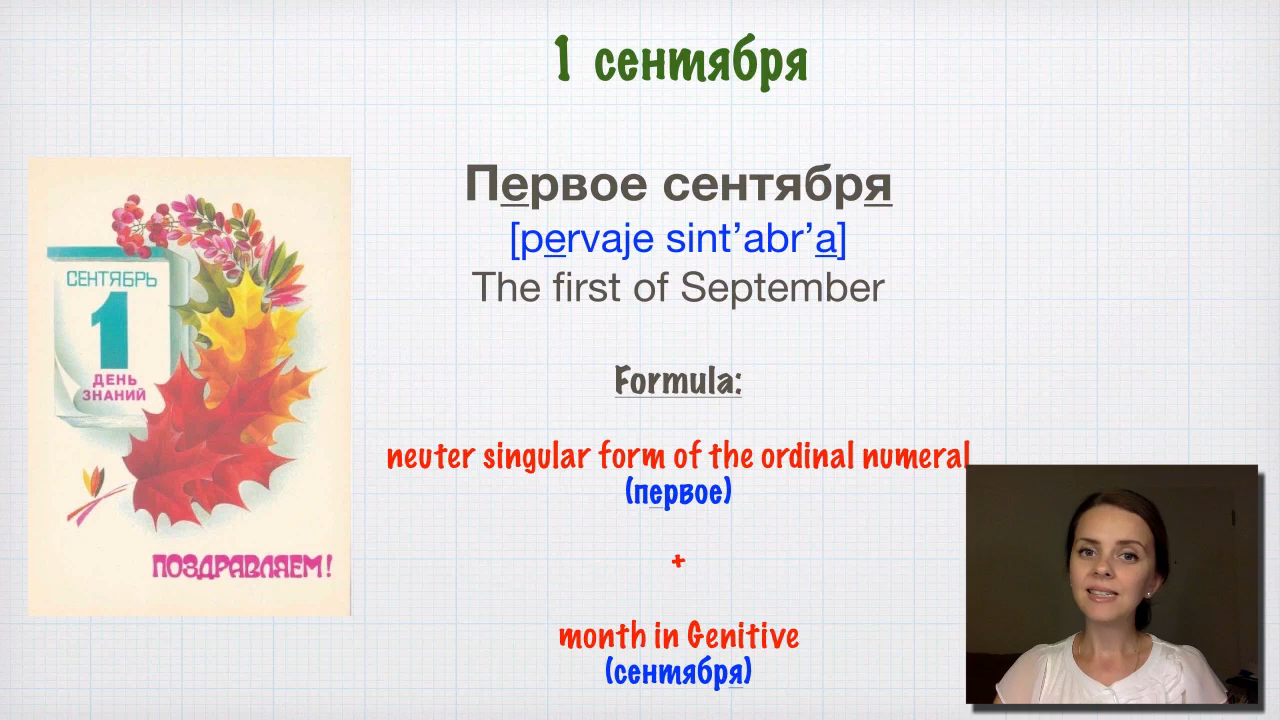 1 сентября
Первое сентября
[pervaje sint’abr’a]
The first of September
СЕНТЯБРЬ
1
ДЕНЬ
ЗНАНИЙ
ПОЗДРАВЛЯЕМ!
Formula:
neuter singular form of the ordinal numeral
(первое)
+
month in Genitive
(сентября)